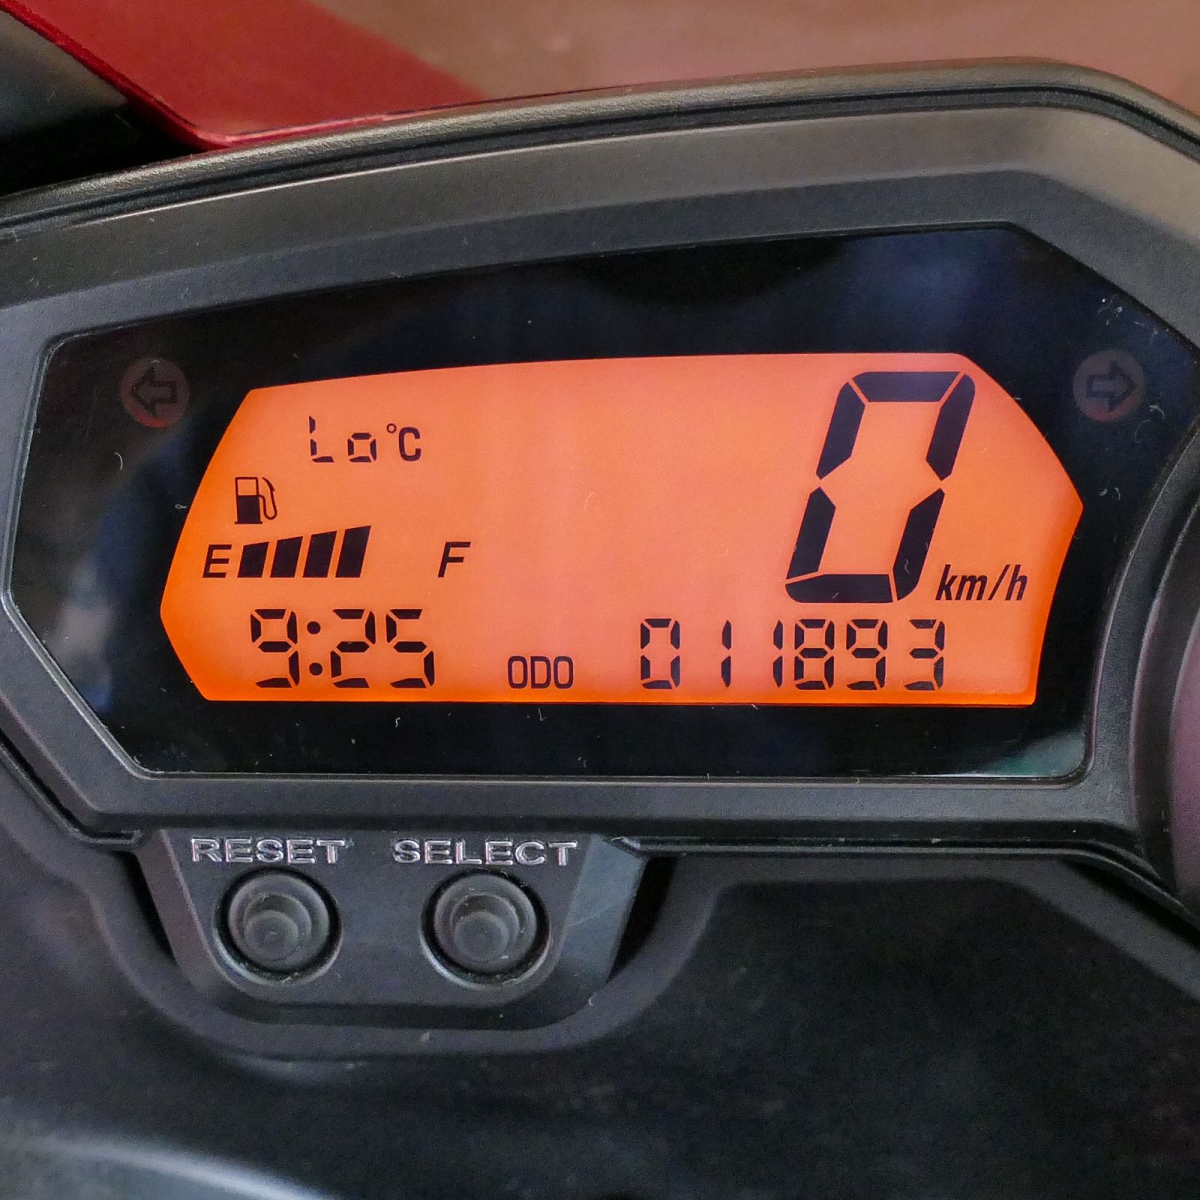 Lo°C
0 km/h
E F
9:25 ODO 011893
RESET SELECT